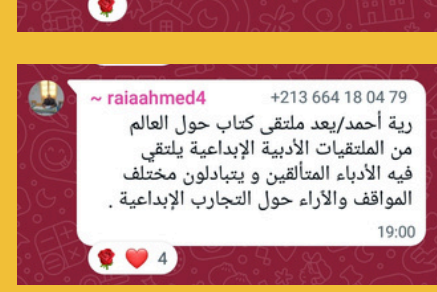 ~ raiaahmed4
+213 664 18 04 79
رية أحمد/يعد ملتقى كتاب حول العالم
من الملتقيات الأدبية الإبداعية يلتقي
فيه الأدباء المتألقين و يتبادلون مختلف
المواقف والآراء حول التجارب الإبداعية .
19:00
4